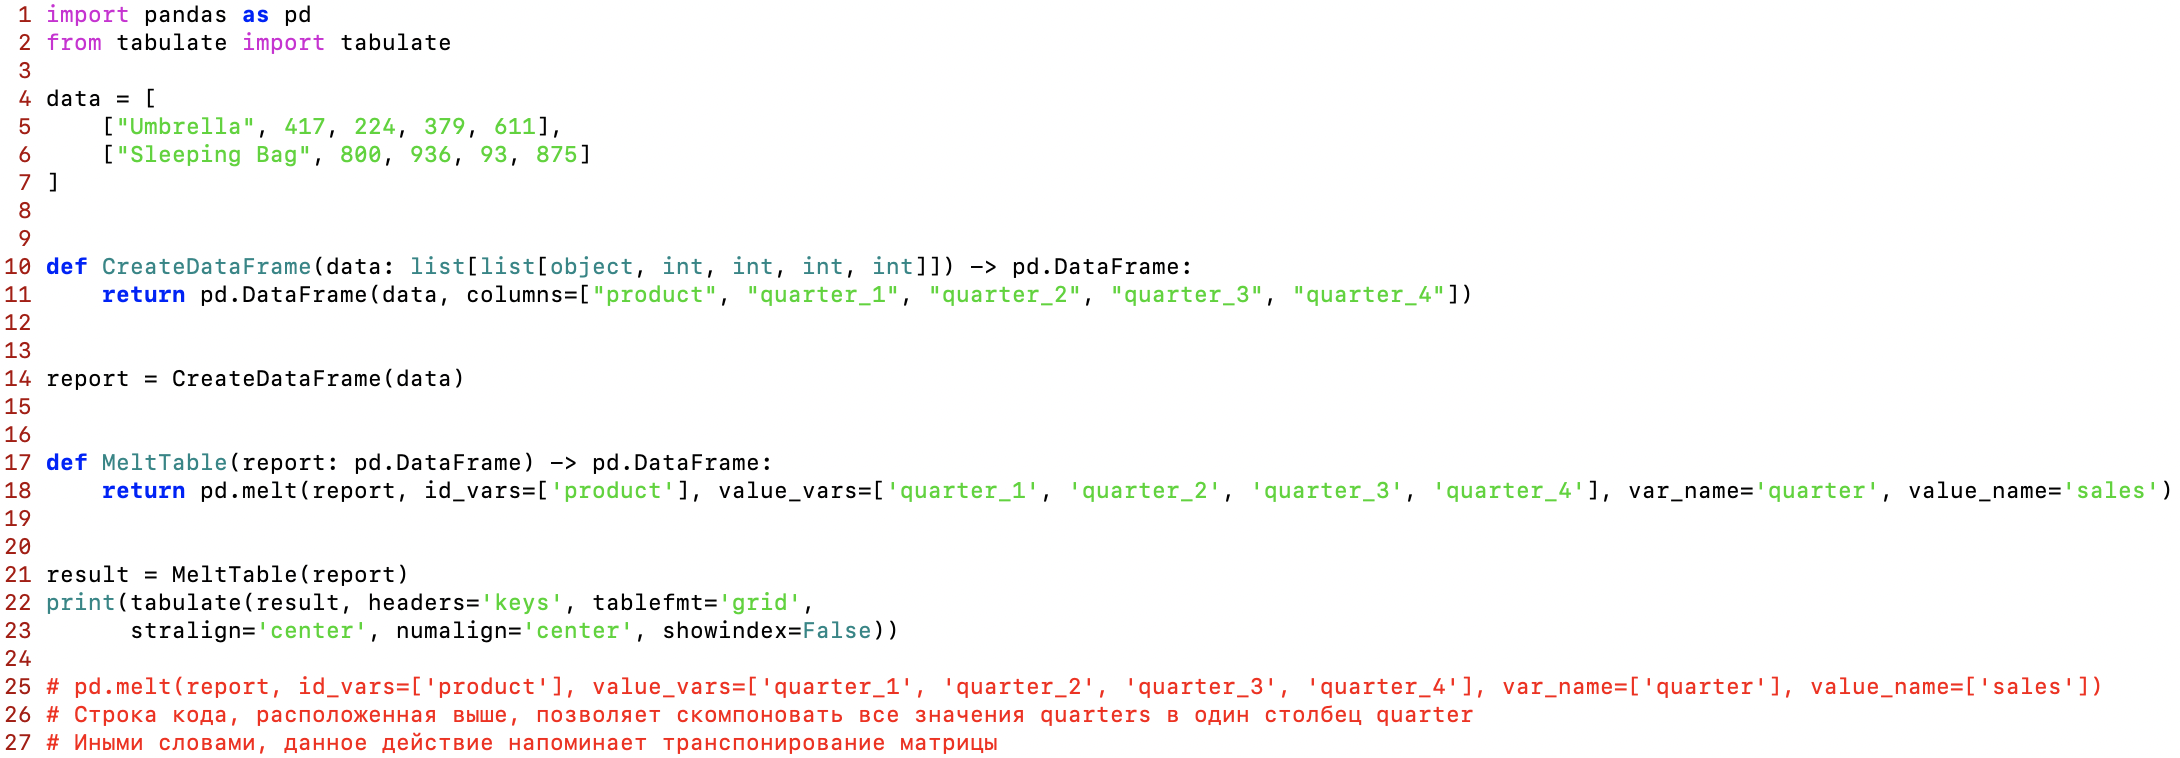 1 import pandas as pd
2 from tabulate import tabulate
3
4 data = [
5     ["Umbrella", 417, 224, 379, 611],
6     ["Sleeping Bag", 800, 936, 93, 875]
7 ]
8
9
10 def CreateDataFrame(data: list[list[object, int, int, int, int]]) -> pd.DataFrame:
11     return pd.DataFrame(data, columns=["product", "quarter_1", "quarter_2", "quarter_3", "quarter_4"])
12
13
14 report = CreateDataFrame(data)
15
16
17 def MeltTable(report: pd.DataFrame) -> pd.DataFrame:
18     return pd.melt(report, id_vars=['product'], value_vars=['quarter_1', 'quarter_2', 'quarter_3', 'quarter_4'], var_name='quarter', value_name='sales')
19
20
21 result = MeltTable(report)
22 print(tabulate(result, headers='keys', tablefmt='grid',
23       stralign='center', numalign='center', showindex=False))
24
25 # pd.melt(report, id_vars=['product'], value_vars=['quarter_1', 'quarter_2', 'quarter_3', 'quarter_4'], var_name=['quarter'], value_name=['sales'])
26 # Строка кода, расположенная выше, позволяет скомпоновать все значения quarters в один столбец quarter
27 # Иными словами, данное действие напоминает транспонирование матрицы